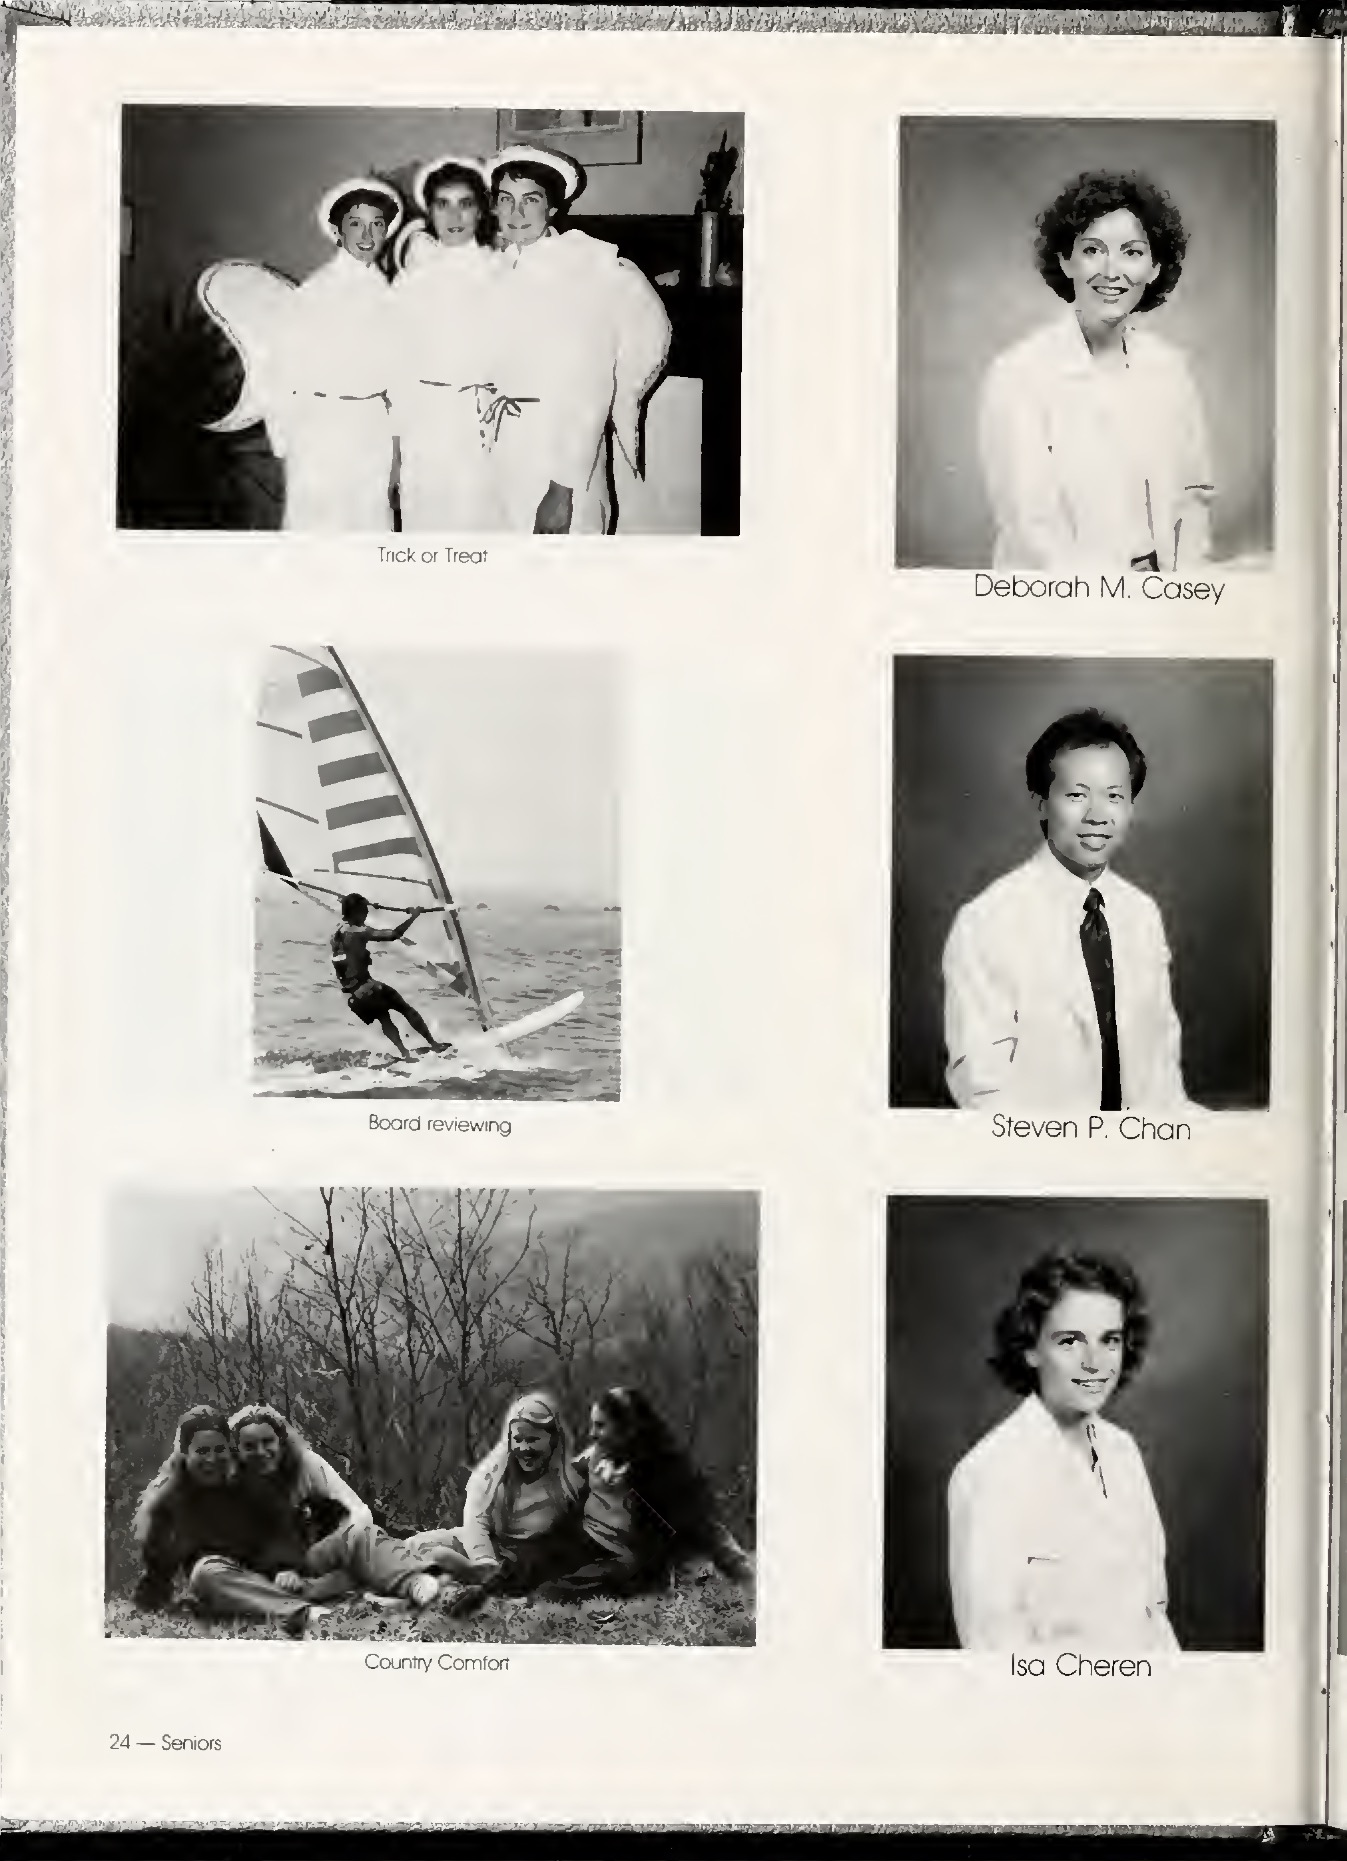 Trick or Treat
Deborah M. Casey
Board reviewing
Steven P. Chan
Country Comfort
Isa Cheren
24 — Seniors